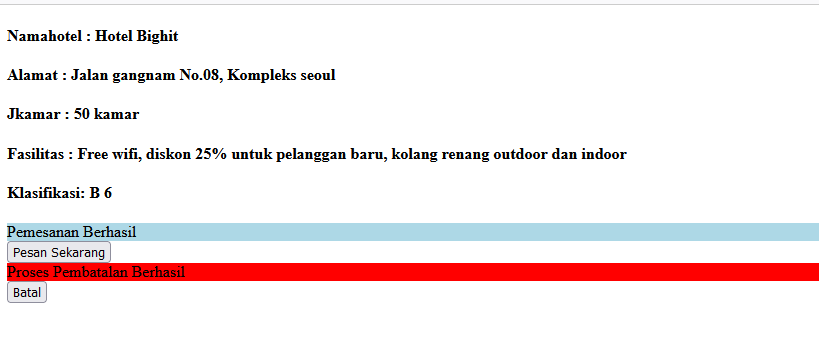 Namahotel : Hotel Bighit
Alamat : Jalan gangnam No.08, Kompleks seoul
Jkamar : 50 kamar
Fasilitas : Free wifi, diskon 25% untuk pelanggan baru, kolang renang outdoor dan indoor
Klasifikasi: B 6
Pemesanan Berhasil
Pesan Sekarang
Proses Pembatalan Berhasil
Batal